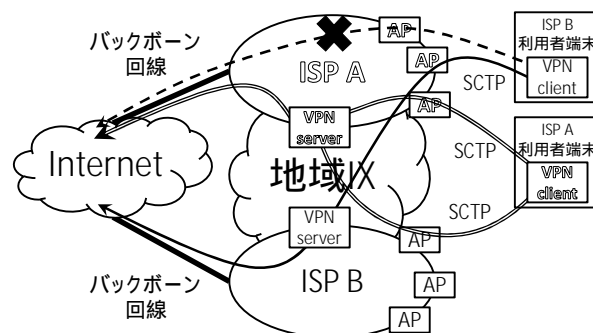 バックボーン
回線
AP
AP
AP
ISP A
ISP B
利用者端末
VPN
client
SCTP
VPN
server
ISP A
利用者端末
VPN
client
SCTP
Internet
地域IX
SCTP
VPN
server
AP
AP
AP
ISP B
バックボーン
回線